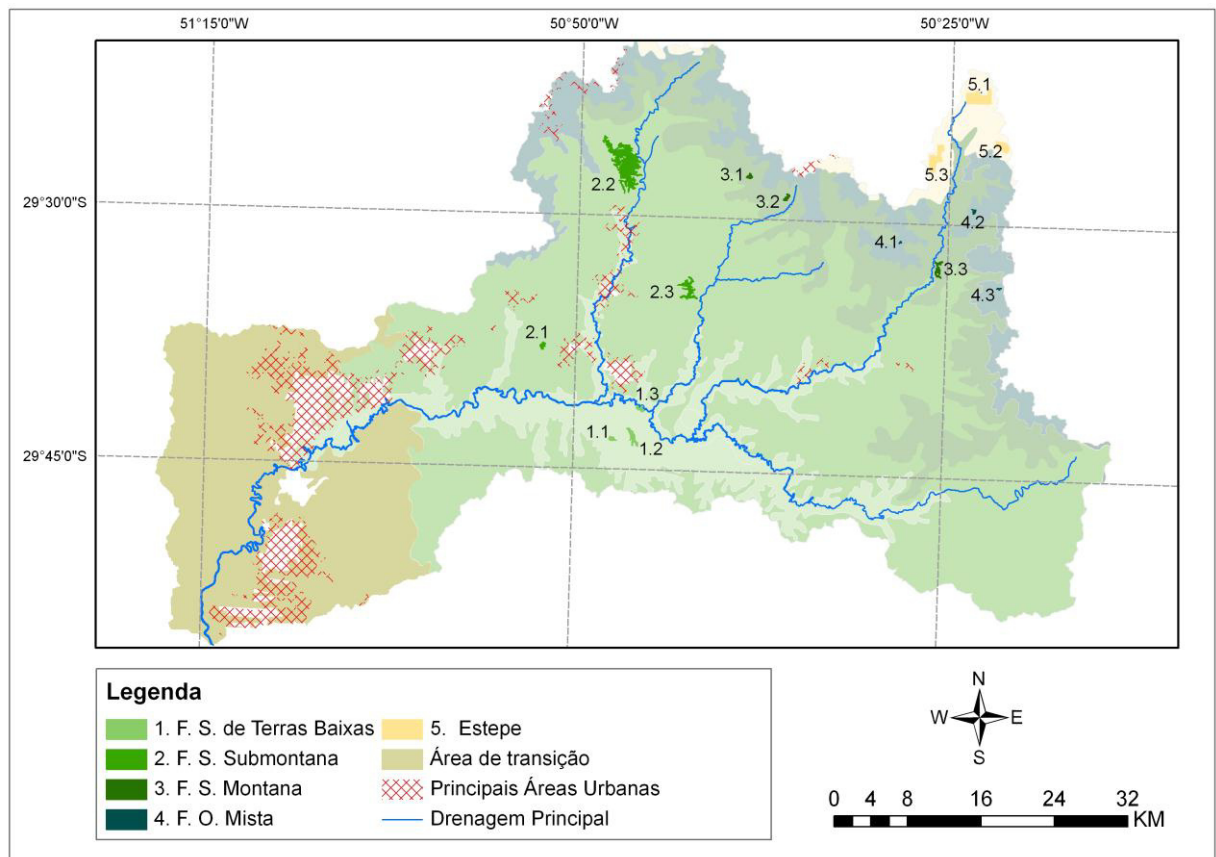 51°15'0"W 50°50'0"W 50°25'0"W
5.1
5.2
5.3
2.2
3.1
3.2
29°30'0"S
4.2
4.1
3.3
2.3
4.3
2.1
1.3
1.1
1.2
29°45'0"S
Legenda
1. F. S. de Terras Baixas
2. F. S. Submontana
3. F. S. Montana
4. F. O. Mista
5. Estepe
Área de transição
Principais Áreas Urbanas
Drenagem Principal
N
W E
S
0 4 8 16 24 32
KM